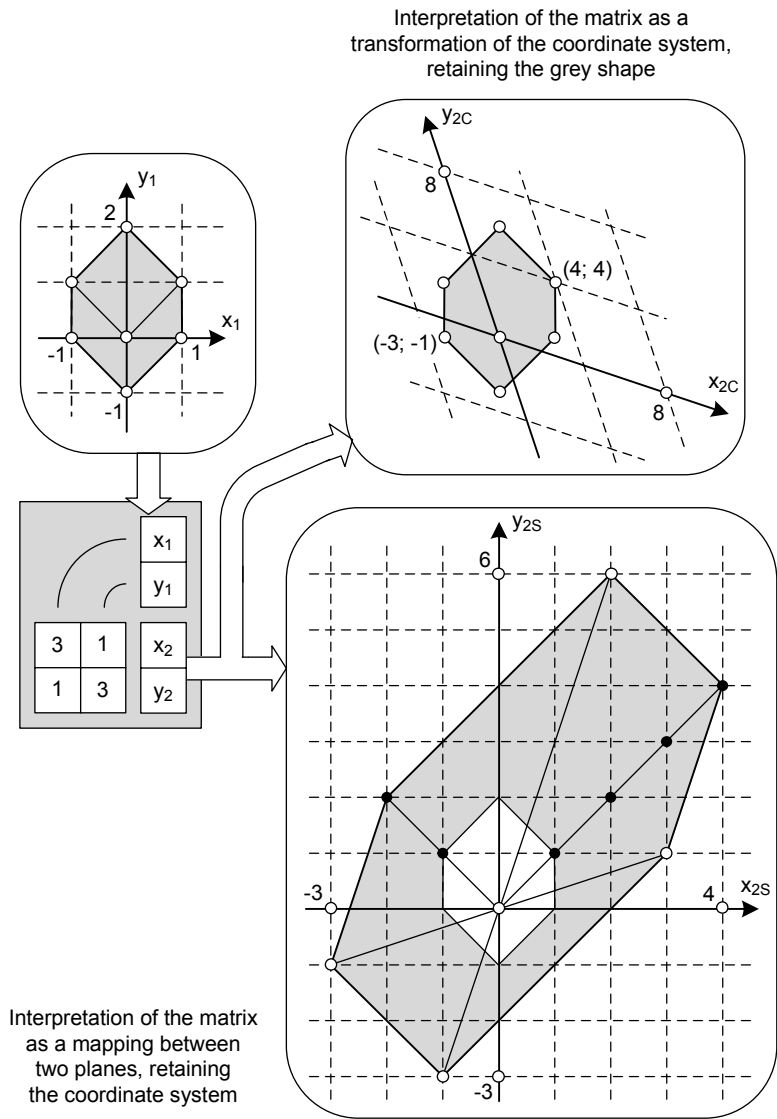 Interpretation of the matrix as a
transformation of the coordinate system,
retaining the grey shape
y1
2
x1
-1
1
-1
y2C
8
(4; 4)
(-3; -1)
x2C
8
x1
y1
3 1 x2
1 3 y2
y2S
6
-3
4
x2S
-3
Interpretation of the matrix
as a mapping between
two planes, retaining
the coordinate system